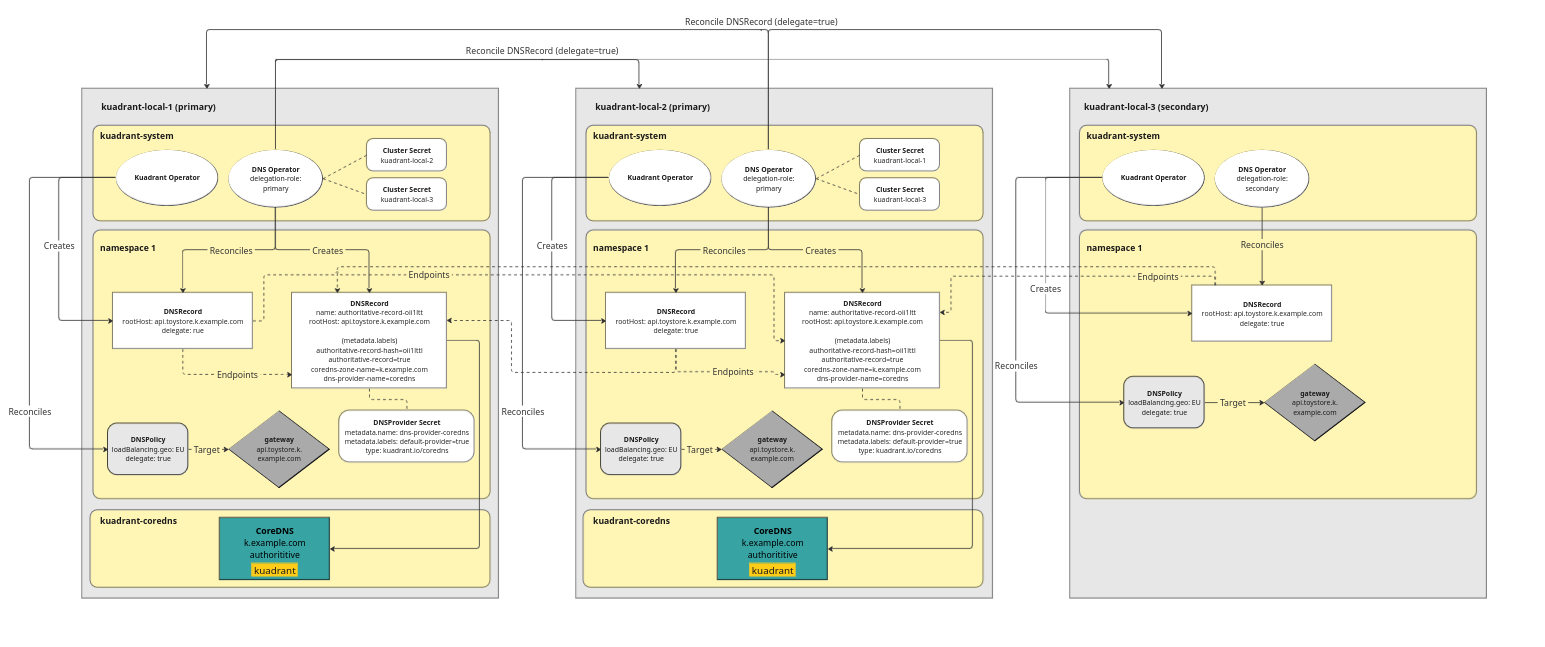 Reconcile DNSRecord (delegate=true)
Reconcile DNSRecord (delegate=true)
kuadrant-local-1 (primary)
kuadrant-system
Kuadrant Operator
DNS Operator
delegation-role:
primary
Cluster Secret
kuadrant-local-2
Cluster Secret
kuadrant-local-3
Creates
Reconciles
namespace 1
Reconciles
Creates
Endpoints
DNSRecord
rootHost: api.toystore.k.example.com
delegate: rue
DNSRecord
name: authoritative-record-oii1ltt
rootHost: api.toystore.k.example.com
(metadata.labels)
authoritative-record-hash=oii1lttl
authoritative-record=true
coredns-zone-name=k.example.com
dns-provider-name=coredns
Endpoints
DNSPolicy
loadBalancing.geo: EU
delegate: true
Target
gateway
api.toystore.k.
example.com
DNSProvider Secret
metadata.name: dns-provider-coredns
metadata.labels: default-provider=true
type: kuadrant.io/coredns
kuadrant-coredns
CoreDNS
k.example.com
authorititive
kuadrant
kuadrant-local-2 (primary)
kuadrant-system
Kuadrant Operator
DNS Operator
delegation-role:
primary
Cluster Secret
kuadrant-local-1
Cluster Secret
kuadrant-local-3
Creates
Reconciles
namespace 1
Reconciles
Creates
DNSRecord
rootHost: api.toystore.k.example.com
delegate: true
DNSRecord
name: authoritative-record-oii1ltt
rootHost: api.toystore.k.example.com
(metadata.labels)
authoritative-record-hash=oii1lttl
authoritative-record=true
coredns-zone-name=k.example.com
dns-provider-name=coredns
Endpoints
DNSPolicy
loadBalancing.geo: EU
delegate: true
Target
gateway
api.toystore.k.
example.com
DNSProvider Secret
metadata.name: dns-provider-coredns
metadata.labels: default-provider=true
type: kuadrant.io/coredns
kuadrant-coredns
CoreDNS
k.example.com
authorititive
kuadrant
kuadrant-local-3 (secondary)
kuadrant-system
Kuadrant Operator
DNS Operator
delegation-role:
secondary
Creates
Reconciles
namespace 1
Reconciles
Endpoints
DNSRecord
rootHost: api.toystore.k.example.com
delegate: true
DNSPolicy
loadBalancing.geo: EU
delegate: true
Target
gateway
api.toystore.k.
example.com